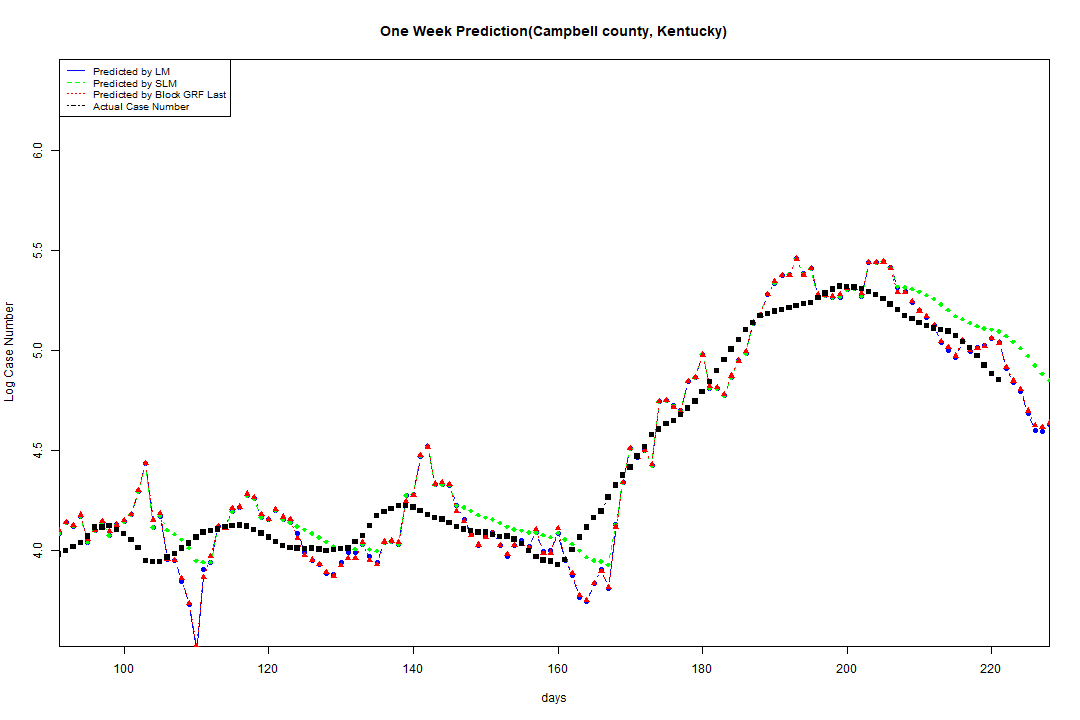 One Week Prediction(Campbell county, Kentucky)
Predicted by LM
Predicted by SLM
Predicted by Block GRF Last
Actual Case Number
Log Case Number
6.0
5.5
5.0
4.5
4.0
100 120 140 160 180 200 220
days